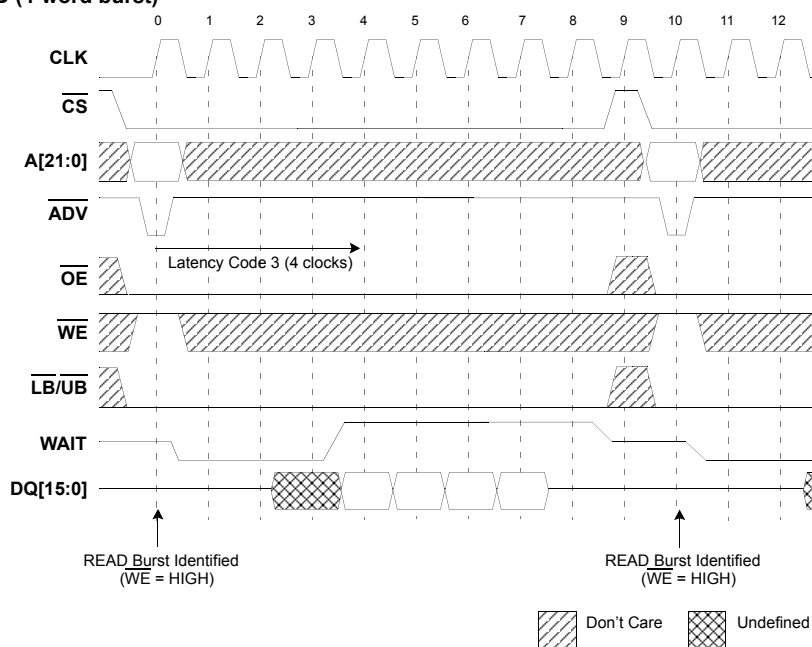 (4 word burst)
0 1 2 3 4 5 6 7 8 9 10 11 12
CLK
CS
A[21:0]
ADV
Latency Code 3 (4 clocks)
OE
WE
LB/UB
WAIT
DQ[15:0]
READ Burst Identified
(WE = HIGH)
READ Burst Identified
(WE = HIGH)
Don't Care
Undefined